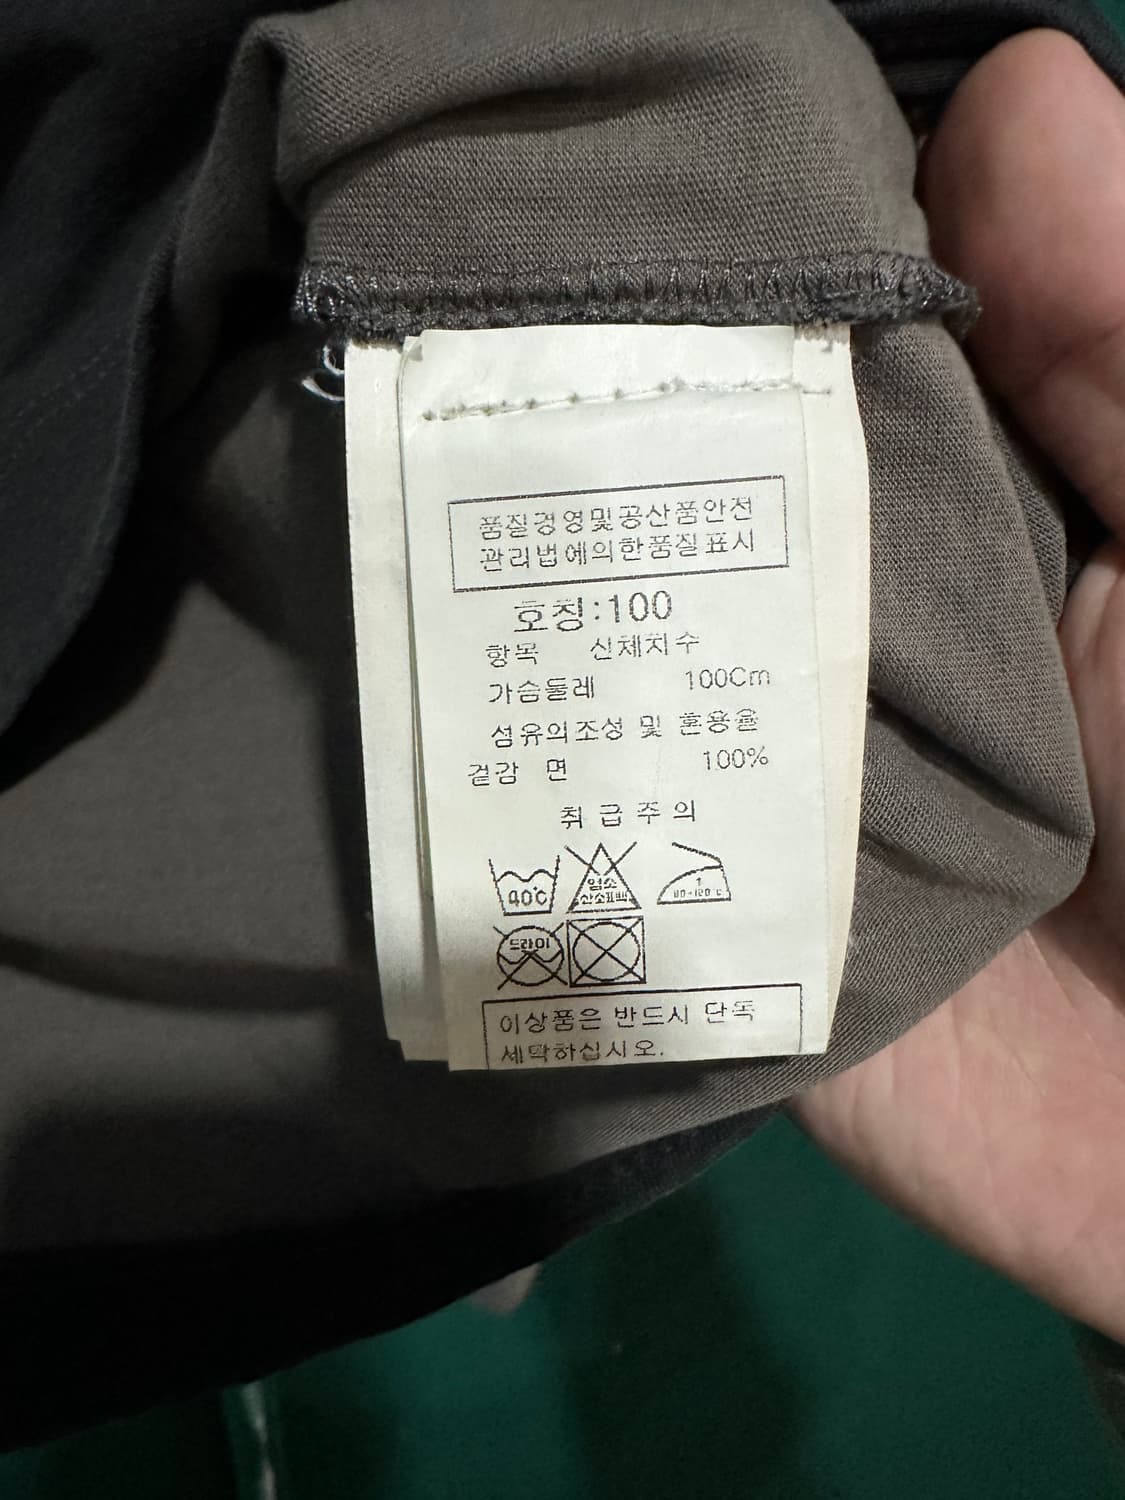 품질경영및공산품안전
관리법에의한품질표시
호칭:100
항목 신체치수
가슴둘레 100Cm
섬유의조성 및 혼용율
겉감 면 100%
취급주의
40℃
염소
산소표백
80-120℃
드라이
이상품은 반드시 단독
세탁하십시오.